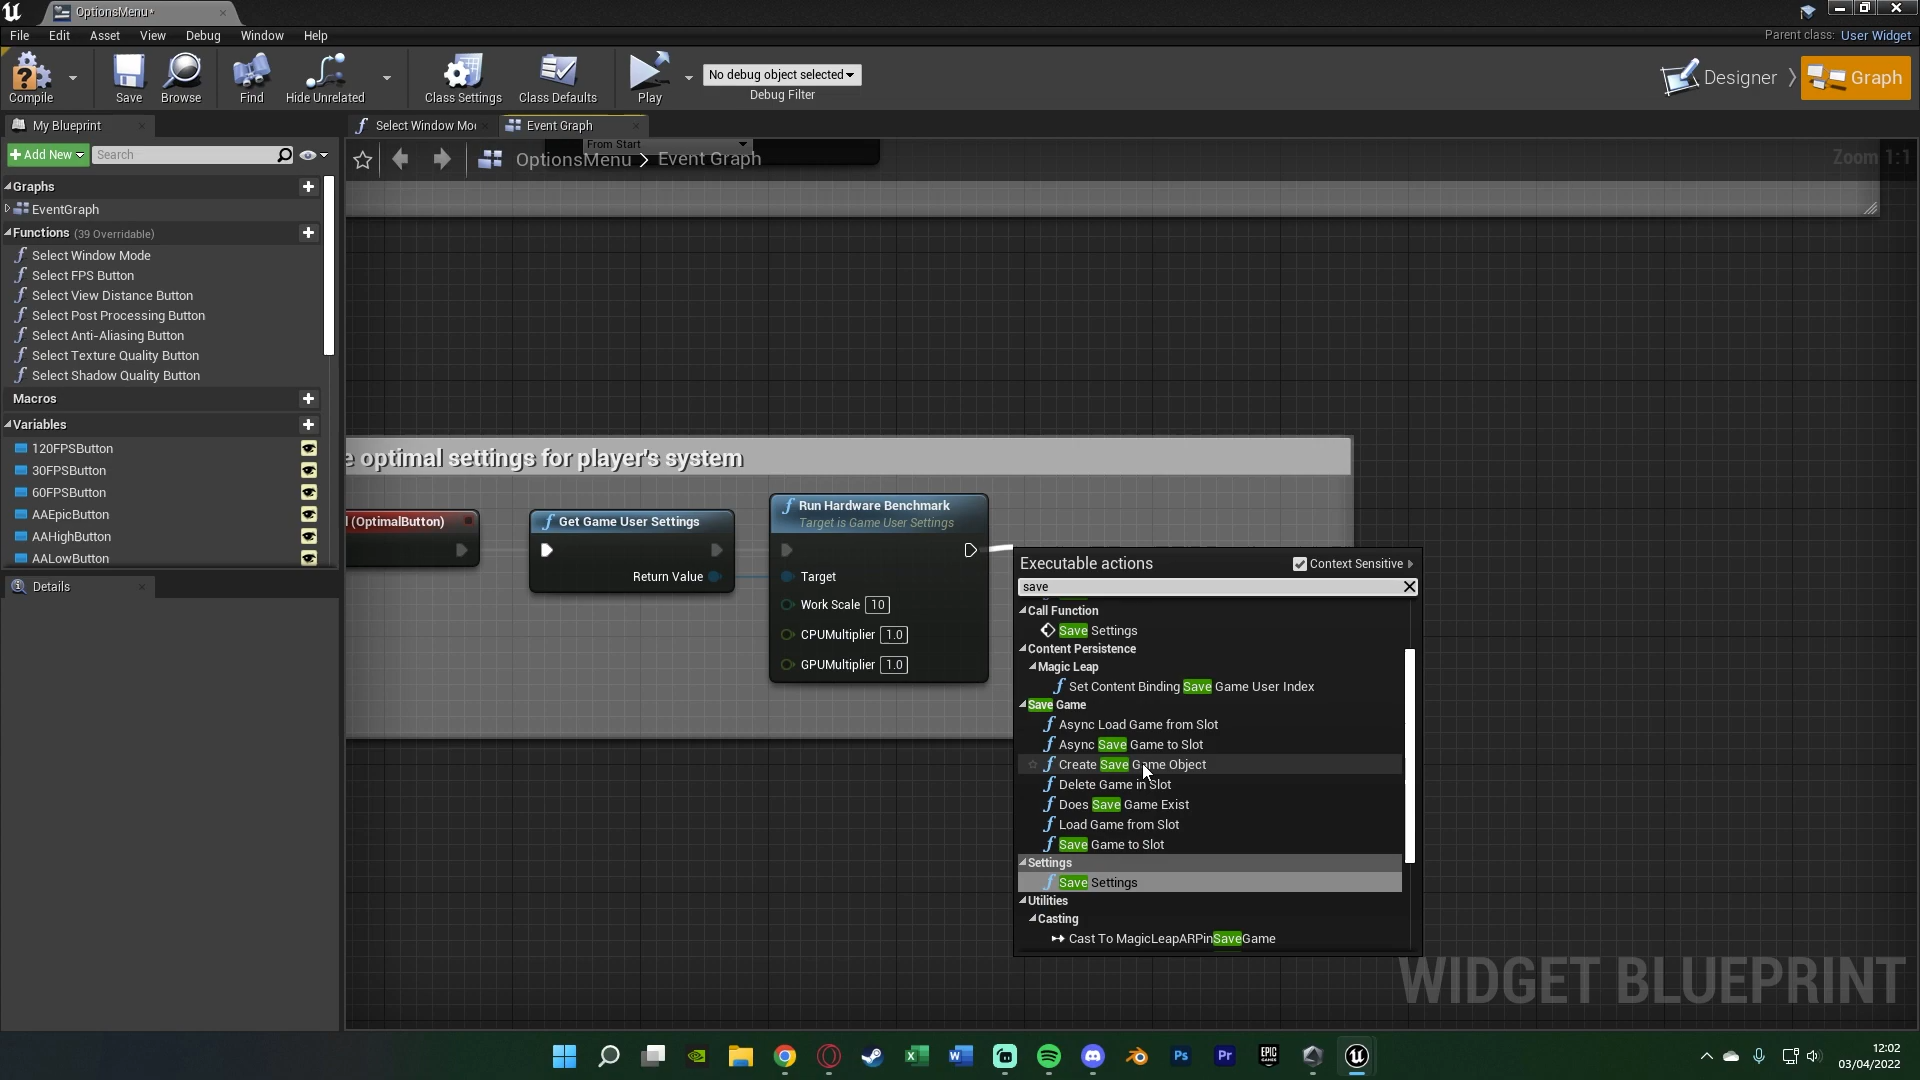 OptionsMenu*
File Edit Asset View Debug Window Help
Parent class: User Widget
Compile
Save
Browse
Find
Hide Unrelated
Class Settings
Class Defaults
Play
No debug object selected
Debug Filter
Designer
Graph
My Blueprint
Select Window Mo
Event Graph
Add New
Search
From Start
OptionsMenu > Event Graph
Zoom 1:1
Graphs
EventGraph
Functions (39 Overridable)
Select Window Mode
Select FPS Button
Select View Distance Button
Select Post Processing Button
Select Anti-Aliasing Button
Select Texture Quality Button
Select Shadow Quality Button
Macros
Variables
120FPSButton
30FPSButton
60FPSButton
AAEpicButton
AAHighButton
AALowButton
Details
e optimal settings for player's system
(OptimalButton)
Get Game User Settings
Return Value
Run Hardware Benchmark
Target is Game User Settings
Target
Work Scale 10
CPUMultiplier 1.0
GPUMultiplier 1.0
Executable actions
Context Sensitive
save
Call Function
Save Settings
Content Persistence
Magic Leap
Set Content Binding Save Game User Index
Save Game
Async Load Game from Slot
Async Save Game to Slot
Create Save Game Object
Delete Game in Slot
Does Save Game Exist
Load Game from Slot
Save Game to Slot
Settings
Save Settings
Utilities
Casting
Cast To MagicLeapARPinSaveGame
WIDGET BLUEPRINT
Ps
Pr
EPIC
GAMES
12:02
03/04/2022